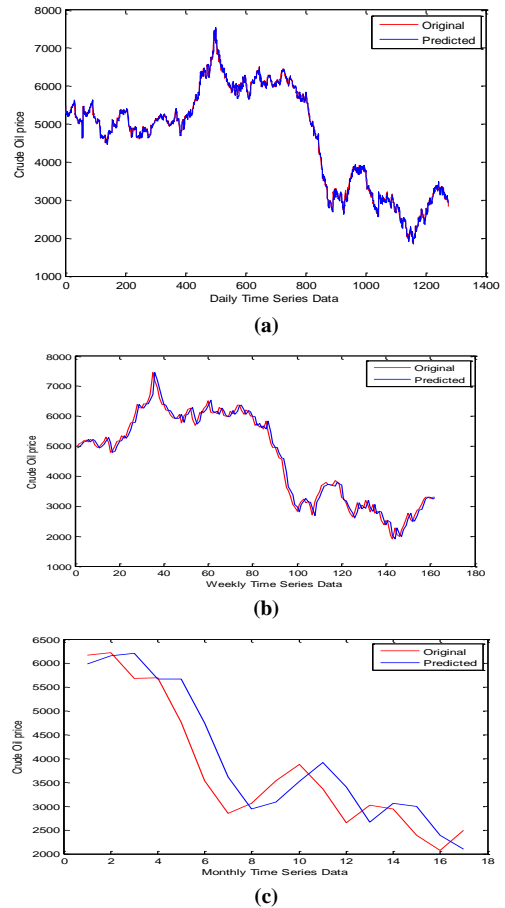 8000
7000
6000
5000
4000
3000
2000
1000
Crude Oil price
Original
Predicted
0 200 400 600 800 1000 1200 1400
Daily Time Series Data
(a)
8000
7000
6000
5000
4000
3000
2000
1000
Crude Oil price
Original
Predicted
0 20 40 60 80 100 120 140 160 180
Weekly Time Series Data
(b)
6500
6000
5500
5000
4500
4000
3500
3000
2500
2000
Crude Oil price
Original
Predicted
0 2 4 6 8 10 12 14 16 18
Monthly Time Series Data
(c)